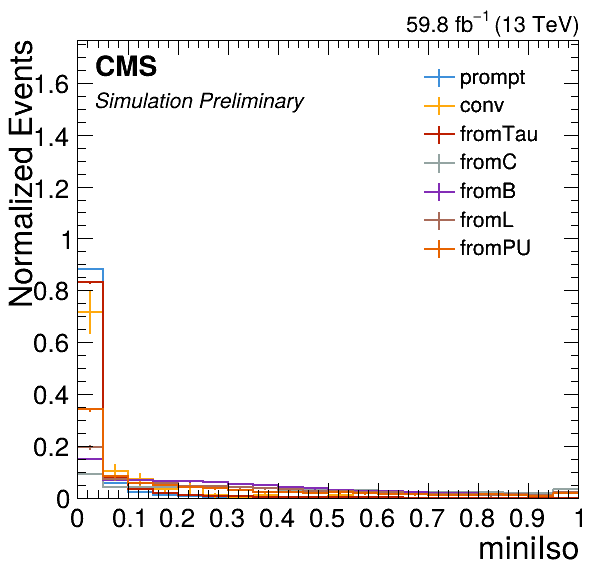 59.8 fb⁻¹ (13 TeV)
CMS
Simulation Preliminary
prompt
conv
fromTau
fromC
fromB
fromL
fromPU
Normalized Events
1.6
1.4
1.2
1
0.8
0.6
0.4
0.2
0
0 0.1 0.2 0.3 0.4 0.5 0.6 0.7 0.8 0.9 1
miniIso